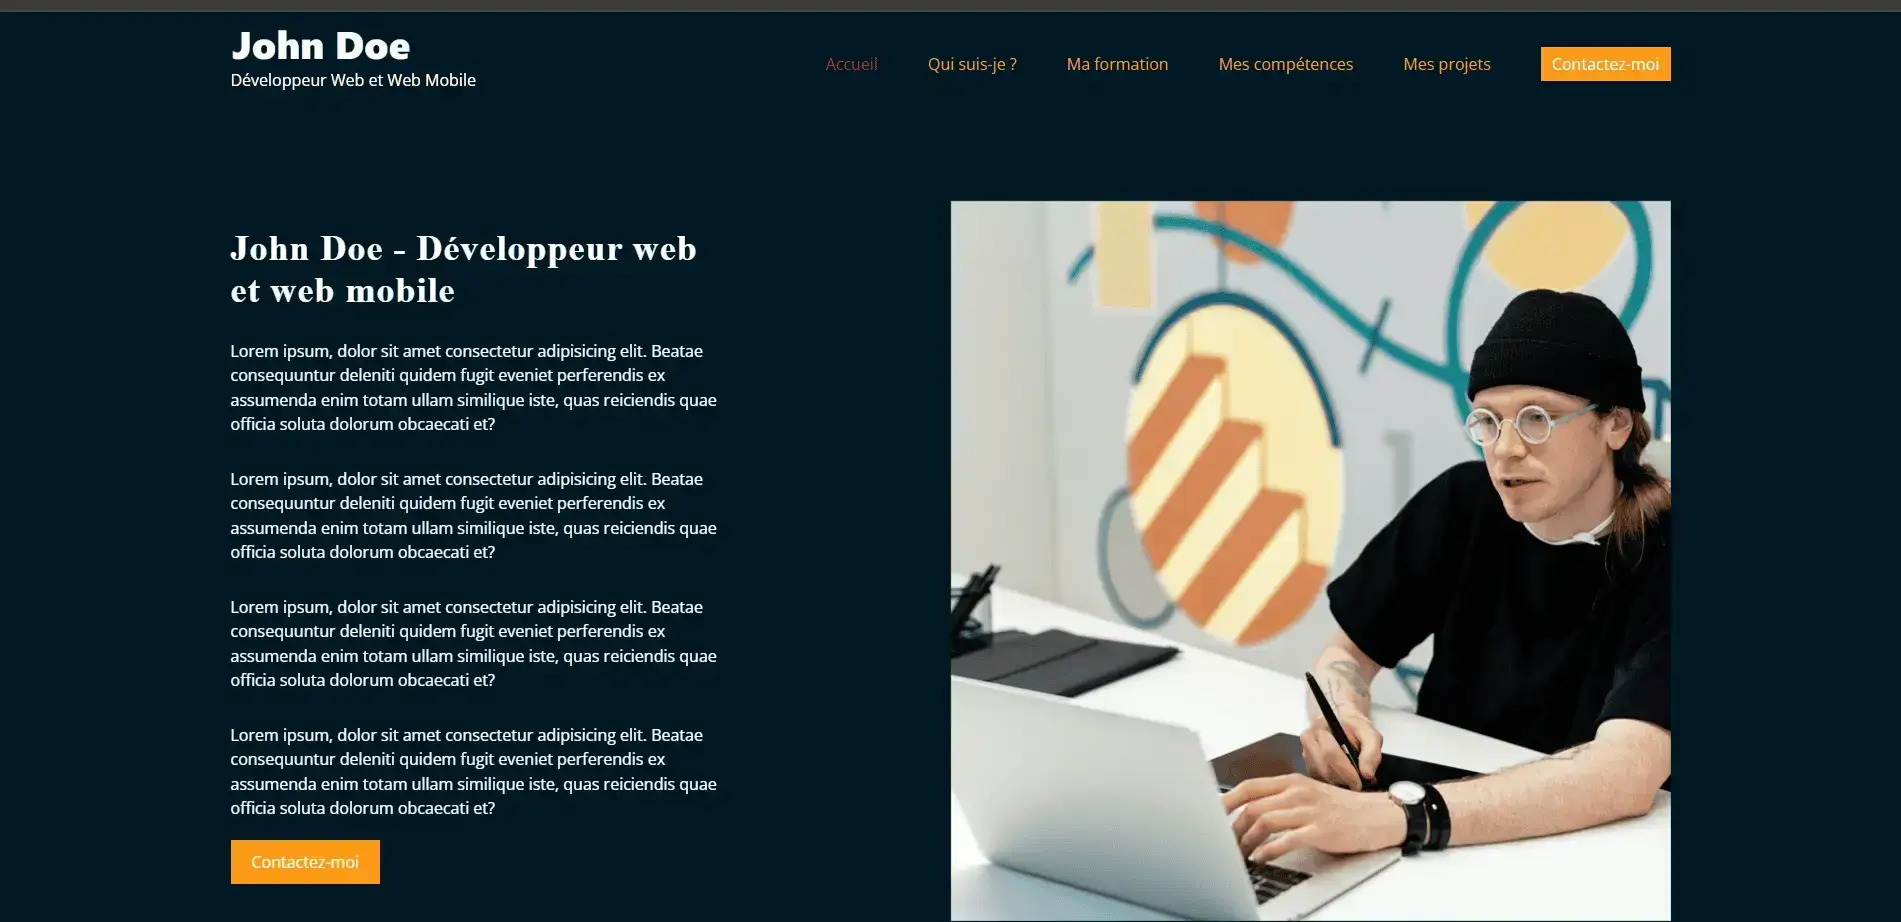 John Doe
Développeur Web et Web Mobile
Accueil
Qui suis-je ?
Ma formation
Mes compétences
Mes projets
Contactez-moi
John Doe - Développeur web
et web mobile
Lorem ipsum, dolor sit amet consectetur adipisicing elit. Beatae
consequuntur deleniti quidem fugit eveniet perferendis ex
assumenda enim totam ullam similique iste, quas reiciendis quae
officia soluta dolorum obcaecati et?
Lorem ipsum, dolor sit amet consectetur adipisicing elit. Beatae
consequuntur deleniti quidem fugit eveniet perferendis ex
assumenda enim totam ullam similique iste, quas reiciendis quae
officia soluta dolorum obcaecati et?
Lorem ipsum, dolor sit amet consectetur adipisicing elit. Beatae
consequuntur deleniti quidem fugit eveniet perferendis ex
assumenda enim totam ullam similique iste, quas reiciendis quae
officia soluta dolorum obcaecati et?
Lorem ipsum, dolor sit amet consectetur adipisicing elit. Beatae
consequuntur deleniti quidem fugit eveniet perferendis ex
assumenda enim totam ullam similique iste, quas reiciendis quae
officia soluta dolorum obcaecati et?
Contactez-moi